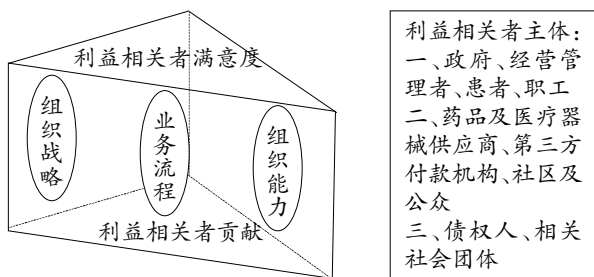 利益相关者满意度
组织战略
业务流程
组织能力
利益相关者贡献
利益相关者主体：
一、政府、经营管
理者、患者、职工
二、药品及医疗器
械供应商、第三方
付款机构、社区及
公众
三、债权人、相关
社会团体